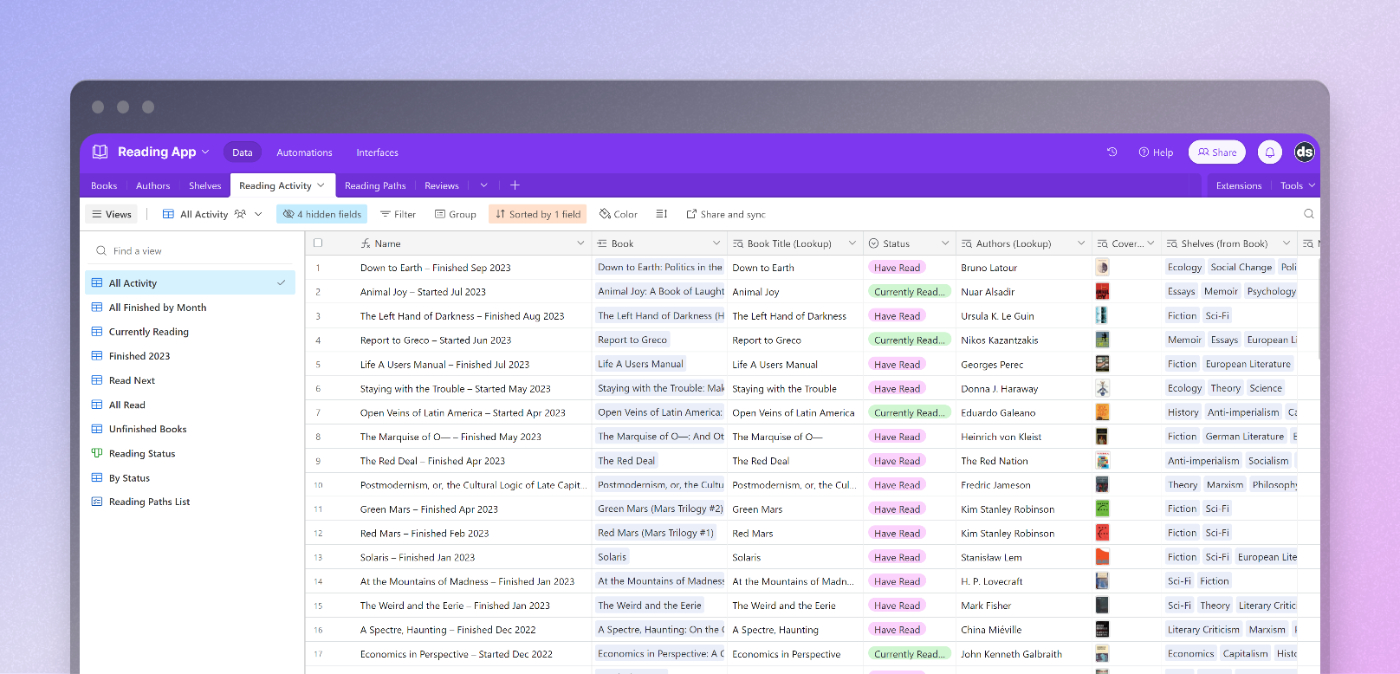 Reading App Data Automations Interfaces Help Share ds
Books Authors Shelves Reading Activity Reading Paths Reviews Extensions Tools
Views All Activity 4 hidden fields Filter Group Sorted by 1 field Color Share and sync
Find a view
All Activity
All Finished by Month
Currently Reading
Finished 2023
Read Next
All Read
Unfinished Books
Reading Status
By Status
Reading Paths List
Name Book Book Title (Lookup) Status Authors (Lookup) Cover... Shelves (from Book)
1 Down to Earth – Finished Sep 2023 Down to Earth: Politics in the Down to Earth Have Read Bruno Latour Ecology Social Change Poli
2 Animal Joy – Started Jul 2023 Animal Joy: A Book of Laught Animal Joy Currently Read... Nuar Alsadir Essays Memoir Psychology
3 The Left Hand of Darkness – Finished Aug 2023 The Left Hand of Darkness (H The Left Hand of Darkness Have Read Ursula K. Le Guin Fiction Sci-Fi
4 Report to Greco – Started Jun 2023 Report to Greco Report to Greco Currently Read... Nikos Kazantzakis Memoir Essays European Li
5 Life A Users Manual – Finished Jul 2023 Life A Users Manual Life A Users Manual Have Read Georges Perec Fiction European Literature
6 Staying with the Trouble – Started May 2023 Staying with the Trouble: Mak Staying with the Trouble Have Read Donna J. Haraway Ecology Theory Science
7 Open Veins of Latin America – Started Apr 2023 Open Veins of Latin America: Open Veins of Latin America Currently Read... Eduardo Galeano History Anti-imperialism Ca
8 The Marquise of O— – Finished May 2023 The Marquise of O—: And Ot The Marquise of O— Have Read Heinrich von Kleist Fiction German Literature E
9 The Red Deal – Finished Apr 2023 The Red Deal The Red Deal Have Read The Red Nation Anti-imperialism Socialism
10 Postmodernism, or, the Cultural Logic of Late Capit... Postmodernism, or, the Cultu Postmodernism, or, the Cul... Have Read Fredric Jameson Theory Marxism Philosophy
11 Green Mars – Finished Apr 2023 Green Mars (Mars Trilogy #2) Green Mars Have Read Kim Stanley Robinson Fiction Sci-Fi
12 Red Mars – Finished Feb 2023 Red Mars (Mars Trilogy #1) Red Mars Have Read Kim Stanley Robinson Fiction Sci-Fi
13 Solaris – Finished Jan 2023 Solaris Solaris Have Read Stanisław Lem Fiction Sci-Fi European Lite
14 At the Mountains of Madness – Finished Jan 2023 At the Mountains of Madness At the Mountains of Madn... Have Read H. P. Lovecraft Sci-Fi Fiction
15 The Weird and the Eerie – Finished Jan 2023 The Weird and the Eerie The Weird and the Eerie Have Read Mark Fisher Sci-Fi Theory Literary Critic
16 A Spectre, Haunting – Finished Dec 2022 A Spectre, Haunting: On the C A Spectre, Haunting Have Read China Miéville Literary Criticism Marxism
17 Economics in Perspective – Started Dec 2022 Economics in Perspective: A C Economics in Perspective Currently Read... John Kenneth Galbraith Economics Capitalism Histo